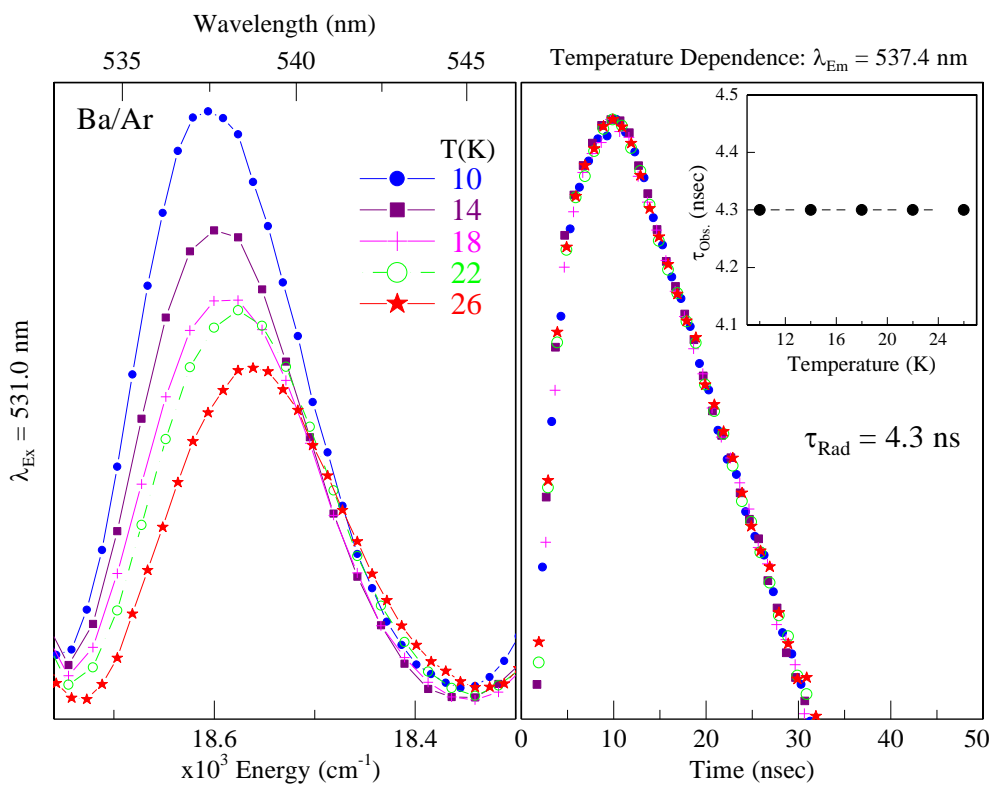 Wavelength (nm)
535 540 545
Ba/Ar
T(K)
10
14
18
22
26
λEx = 531.0 nm
18.6 18.4
x10³ Energy (cm⁻¹)
Temperature Dependence: λEm = 537.4 nm
4.5
4.4
4.3
4.2
4.1
τObs. (nsec)
12 16 20 24
Temperature (K)
τRad = 4.3 ns
0 10 20 30 40 50
Time (nsec)